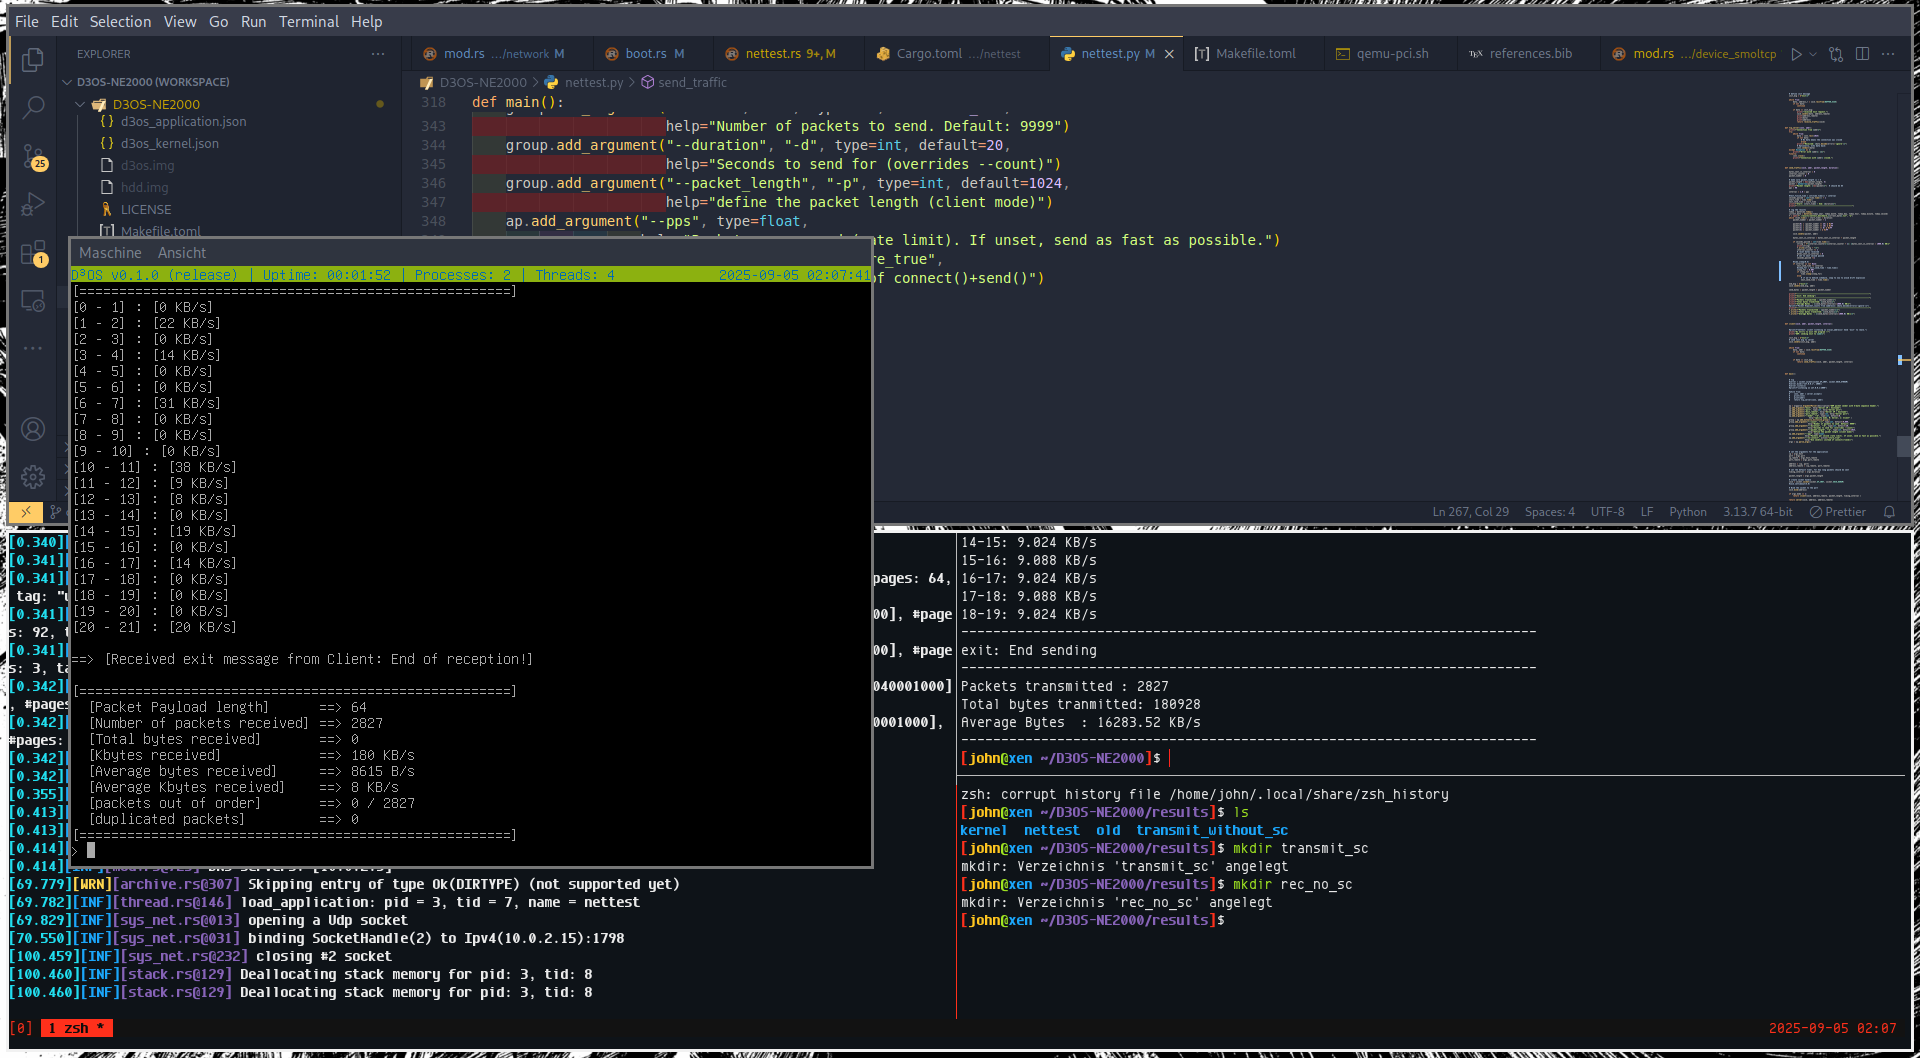 File Edit Selection View Go Run Terminal Help
EXPLORER ···
mod.rs .../network M
boot.rs M
nettest.rs 9+, M
Cargo.toml .../nettest
nettest.py M ×
Makefile.toml
qemu-pci.sh
references.bib
mod.rs .../device_smoltcp
D3OS-NE2000 (WORKSPACE)
D3OS-NE2000 > nettest.py > send_traffic
D3OS-NE2000
d3os_application.json
d3os_kernel.json
d3os.img
hdd.img
LICENSE
Makefile.toml
25
1
318 def main():
343 help="Number of packets to send. Default: 9999")
344 group.add_argument("--duration", "-d", type=int, default=20,
345 help="Seconds to send for (overrides --count)")
346 group.add_argument("--packet_length", "-p", type=int, default=1024,
347 help="define the packet length (client mode)")
348 ap.add_argument("--pps", type=float,
ate limit). If unset, send as fast as possible.")
re_true",
of connect()+send()")
Ln 267, Col 29 Spaces: 4 UTF-8 LF Python 3.13.7 64-bit Prettier
Maschine Ansicht
D³OS v0.1.0 (release) | Uptime: 00:01:52 | Processes: 2 | Threads: 4 2025-09-05 02:07:41
[======================================================]
[0 - 1] : [0 KB/s]
[1 - 2] : [22 KB/s]
[2 - 3] : [0 KB/s]
[3 - 4] : [14 KB/s]
[4 - 5] : [0 KB/s]
[5 - 6] : [0 KB/s]
[6 - 7] : [31 KB/s]
[7 - 8] : [0 KB/s]
[8 - 9] : [0 KB/s]
[9 - 10] : [0 KB/s]
[10 - 11] : [38 KB/s]
[11 - 12] : [9 KB/s]
[12 - 13] : [8 KB/s]
[13 - 14] : [0 KB/s]
[14 - 15] : [19 KB/s]
[15 - 16] : [0 KB/s]
[16 - 17] : [14 KB/s]
[17 - 18] : [0 KB/s]
[18 - 19] : [0 KB/s]
[19 - 20] : [0 KB/s]
[20 - 21] : [20 KB/s]
==> [Received exit message from Client: End of reception!]
[======================================================]
[Packet Payload length] ==> 64
[Number of packets received] ==> 2827
[Total bytes received] ==> 0
[Kbytes received] ==> 180 KB/s
[Average bytes received] ==> 8615 B/s
[Average Kbytes received] ==> 8 KB/s
[packets out of order] ==> 0 / 2827
[duplicated packets] ==> 0
[======================================================]
>
[0.340]
[0.341]
[0.341] pages: 64,
tag: "
[0.341] 00], #page
s: 92, t
[0.341] 00], #page
s: 3, ta
[0.342] 040001000]
, #page
[0.342] 0001000],
#pages:
[0.342]
[0.342]
[0.355]
[0.413]
[0.413]
[0.414]
[0.414]
[69.779][WRN][archive.rs@307] Skipping entry of type Ok(DIRTYPE) (not supported yet)
[69.782][INF][thread.rs@146] load_application: pid = 3, tid = 7, name = nettest
[69.829][INF][sys_net.rs@013] opening a Udp socket
[70.550][INF][sys_net.rs@031] binding SocketHandle(2) to Ipv4(10.0.2.15):1798
[100.459][INF][sys_net.rs@232] closing #2 socket
[100.460][INF][stack.rs@129] Deallocating stack memory for pid: 3, tid: 8
[100.460][INF][stack.rs@129] Deallocating stack memory for pid: 3, tid: 8
14-15: 9.024 KB/s
15-16: 9.088 KB/s
16-17: 9.024 KB/s
17-18: 9.088 KB/s
18-19: 9.024 KB/s
------------------------------------------------------------------------
exit: End sending
------------------------------------------------------------------------
Packets transmitted : 2827
Total bytes tranmitted: 180928
Average Bytes : 16283.52 KB/s
------------------------------------------------------------------------
[john@xen ~/D3OS-NE2000]$
zsh: corrupt history file /home/john/.local/share/zsh_history
[john@xen ~/D3OS-NE2000/results]$ ls
kernel nettest old transmit_without_sc
[john@xen ~/D3OS-NE2000/results]$ mkdir transmit_sc
mkdir: Verzeichnis 'transmit_sc' angelegt
[john@xen ~/D3OS-NE2000/results]$ mkdir rec_no_sc
mkdir: Verzeichnis 'rec_no_sc' angelegt
[john@xen ~/D3OS-NE2000/results]$
[0] 1 zsh * 2025-09-05 02:07